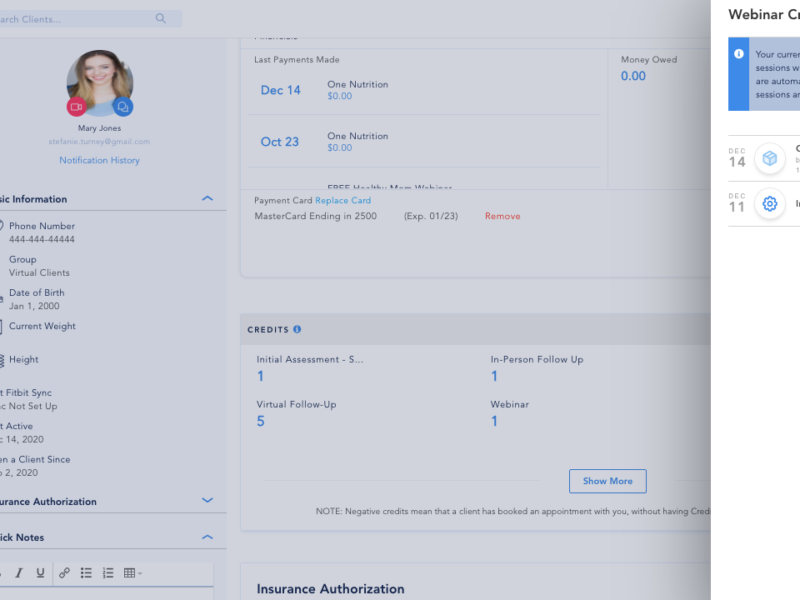 arch Clients...
Mary Jones
stefanie.turney@gmail.com
Notification History
sic Information
Phone Number
444-444-44444
Group
Virtual Clients
Date of Birth
Jan 1, 2000
Current Weight
Height
t Fitbit Sync
c Not Set Up
t Active
c 14, 2020
n a Client Since
2, 2020
urance Authorization
ick Notes
Last Payments Made
Dec 14
One Nutrition
$0.00
Oct 23
One Nutrition
$0.00
FREE Healthy Mom Webinar
Money Owed
0.00
Payment Card Replace Card
MasterCard Ending in 2500 (Exp. 01/23) Remove
CREDITS
Initial Assessment - S...
1
In-Person Follow Up
1
Virtual Follow-Up
5
Webinar
1
Show More
NOTE: Negative credits mean that a client has booked an appointment with you, without having Cred
Insurance Authorization
Webinar Cr
Your curren
sessions w
are automa
sessions an
DEC
14
DEC
11